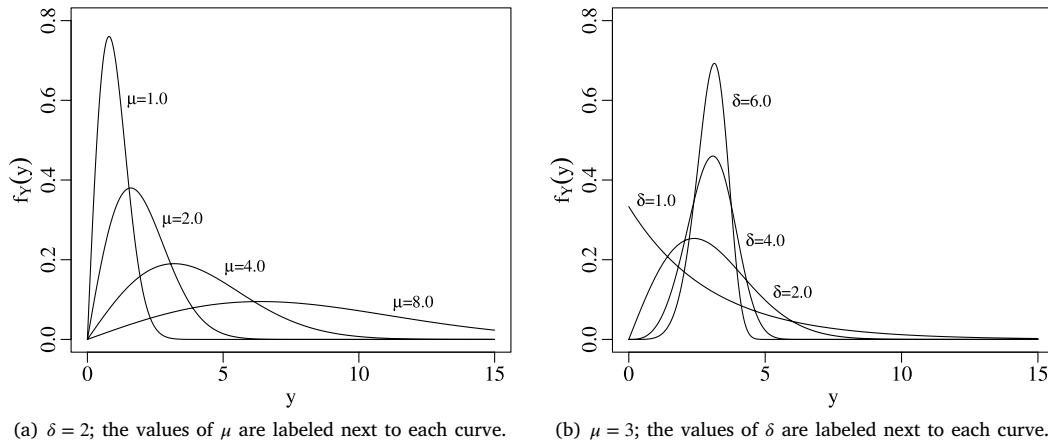 0.8
0.6
0.4
0.2
0.0
f_Y(y)
μ=1.0
μ=2.0
μ=4.0
μ=8.0
0 5 10 15
y
(a) δ = 2; the values of μ are labeled next to each curve.
0.8
0.6
0.4
0.2
0.0
f_Y(y)
δ=6.0
δ=1.0
δ=4.0
δ=2.0
0 5 10 15
y
(b) μ = 3; the values of δ are labeled next to each curve.